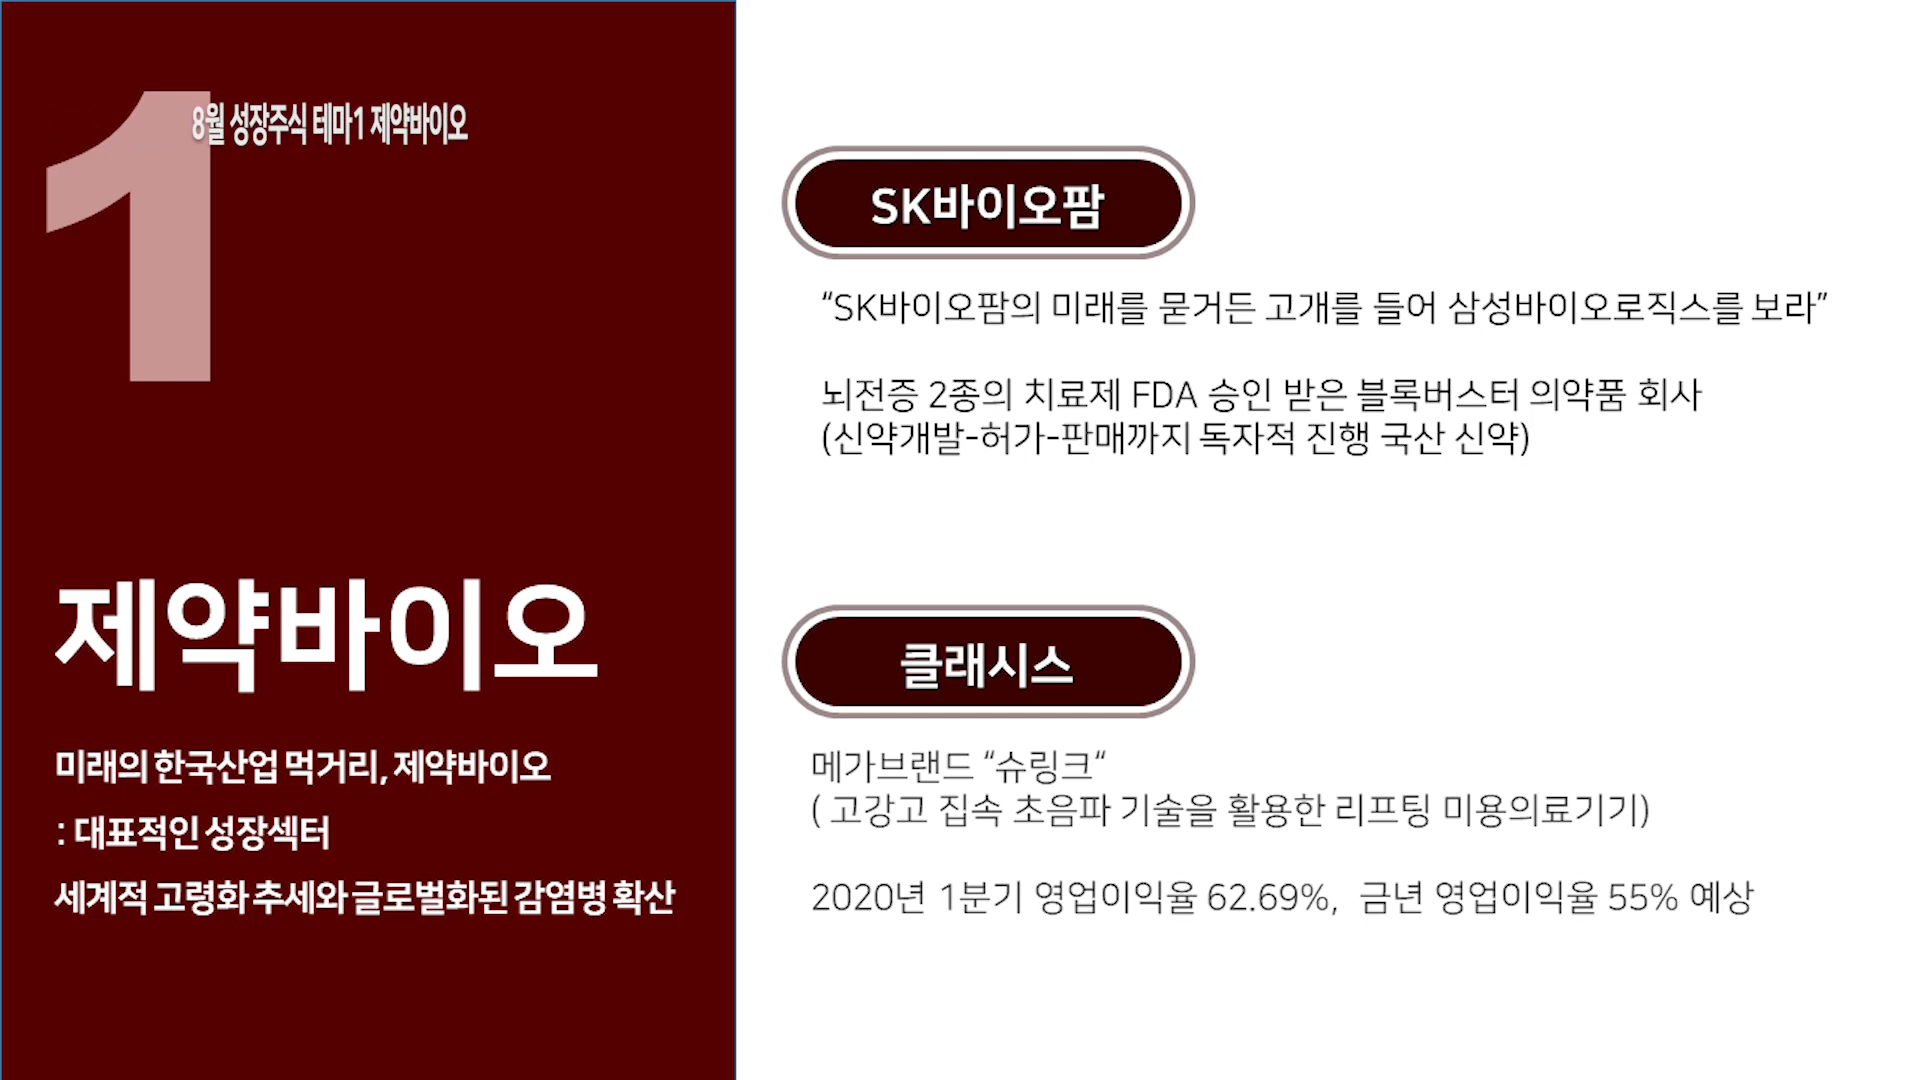 1
8월 성장주식 테마1 제약바이오
제약바이오
미래의 한국산업 먹거리, 제약바이오
: 대표적인 성장섹터
세계적 고령화 추세와 글로벌화된 감염병 확산
SK바이오팜
“SK바이오팜의 미래를 묻거든 고개를 들어 삼성바이오로직스를 보라”
뇌전증 2종의 치료제 FDA 승인 받은 블록버스터 의약품 회사
(신약개발-허가-판매까지 독자적 진행 국산 신약)
클래시스
메가브랜드 “슈링크“
( 고강고 집속 초음파 기술을 활용한 리프팅 미용의료기기)
2020년 1분기 영업이익율 62.69%, 금년 영업이익율 55% 예상